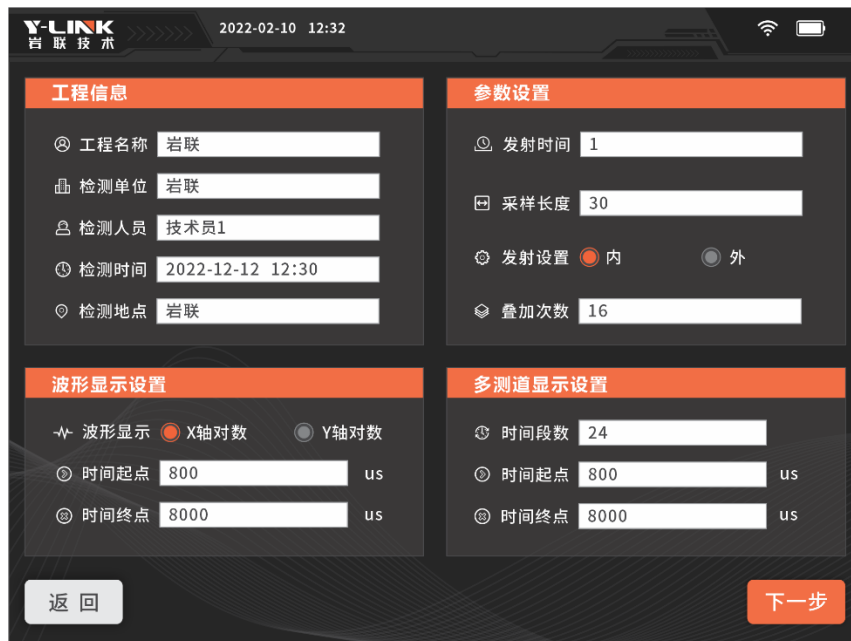 Y-LINK
岩联技术
2022-02-10 12:32
工程信息
工程名称 岩联
检测单位 岩联
检测人员 技术员1
检测时间 2022-12-12 12:30
检测地点 岩联
参数设置
发射时间 1
采样长度 30
发射设置 内 外
叠加次数 16
波形显示设置
波形显示 X轴对数 Y轴对数
时间起点 800 us
时间终点 8000 us
多测道显示设置
时间段数 24
时间起点 800 us
时间终点 8000 us
返回
下一步